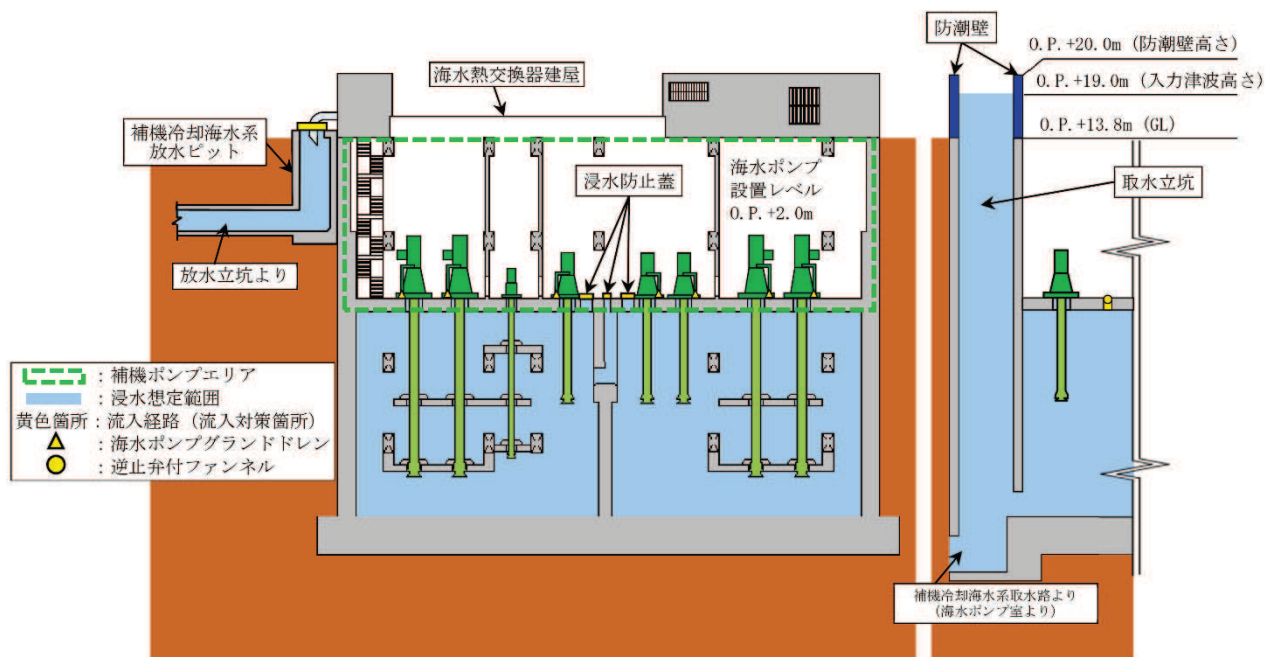 防潮壁
O.P.+20.0m (防潮壁高さ)
海水熱交換器建屋
O.P.+19.0m (入力津波高さ)
補機冷却海水系
放水ピット
O.P.+13.8m (GL)
浸水防止蓋
海水ポンプ
設置レベル
O.P.+2.0m
取水立坑
放水立坑より
：補機ポンプエリア
：浸水想定範囲
黄色箇所：流入経路（流入対策箇所）
：海水ポンプグランドドレン
：逆止弁付ファンネル
補機冷却海水系取水路より
(海水ポンプ室より)